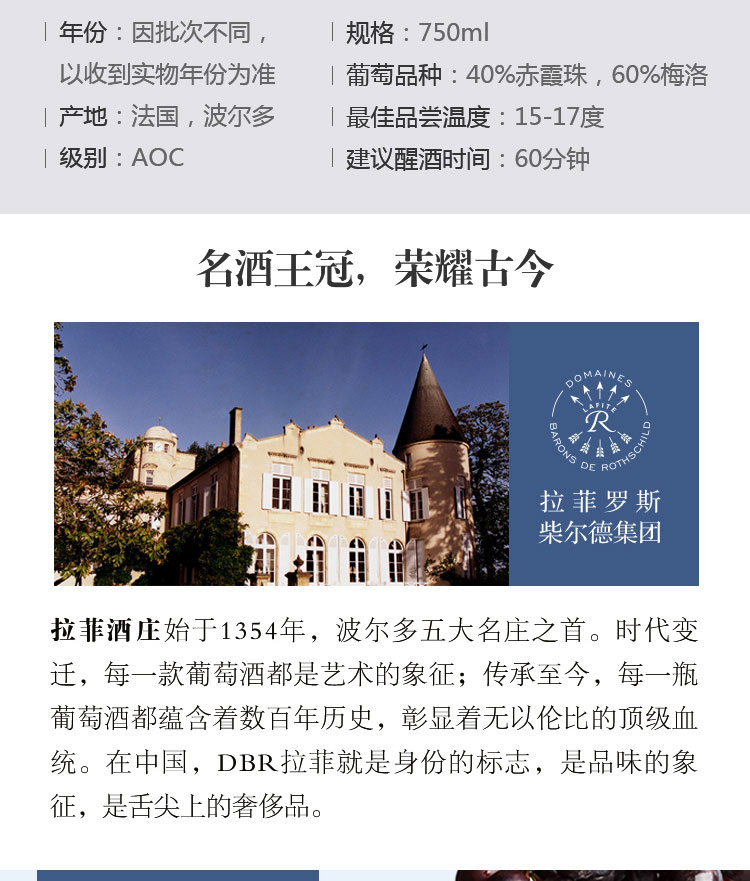 年份：因批次不同，
以收到实物年份为准
产地：法国，波尔多
级别：AOC
规格：750ml
葡萄品种：40%赤霞珠，60%梅洛
最佳品尝温度：15-17度
建议醒酒时间：60分钟
名酒王冠，荣耀古今
DOMAINES
LAFITE
R
BARONS DE ROTHSCHILD
拉菲罗斯
柴尔德集团
拉菲酒庄始于1354年，波尔多五大名庄之首。时代变
迁，每一款葡萄酒都是艺术的象征；传承至今，每一瓶
葡萄酒都蕴含着数百年历史，彰显着无以伦比的顶级血
统。在中国，DBR拉菲就是身份的标志，是品味的象
征，是舌尖上的奢侈品。